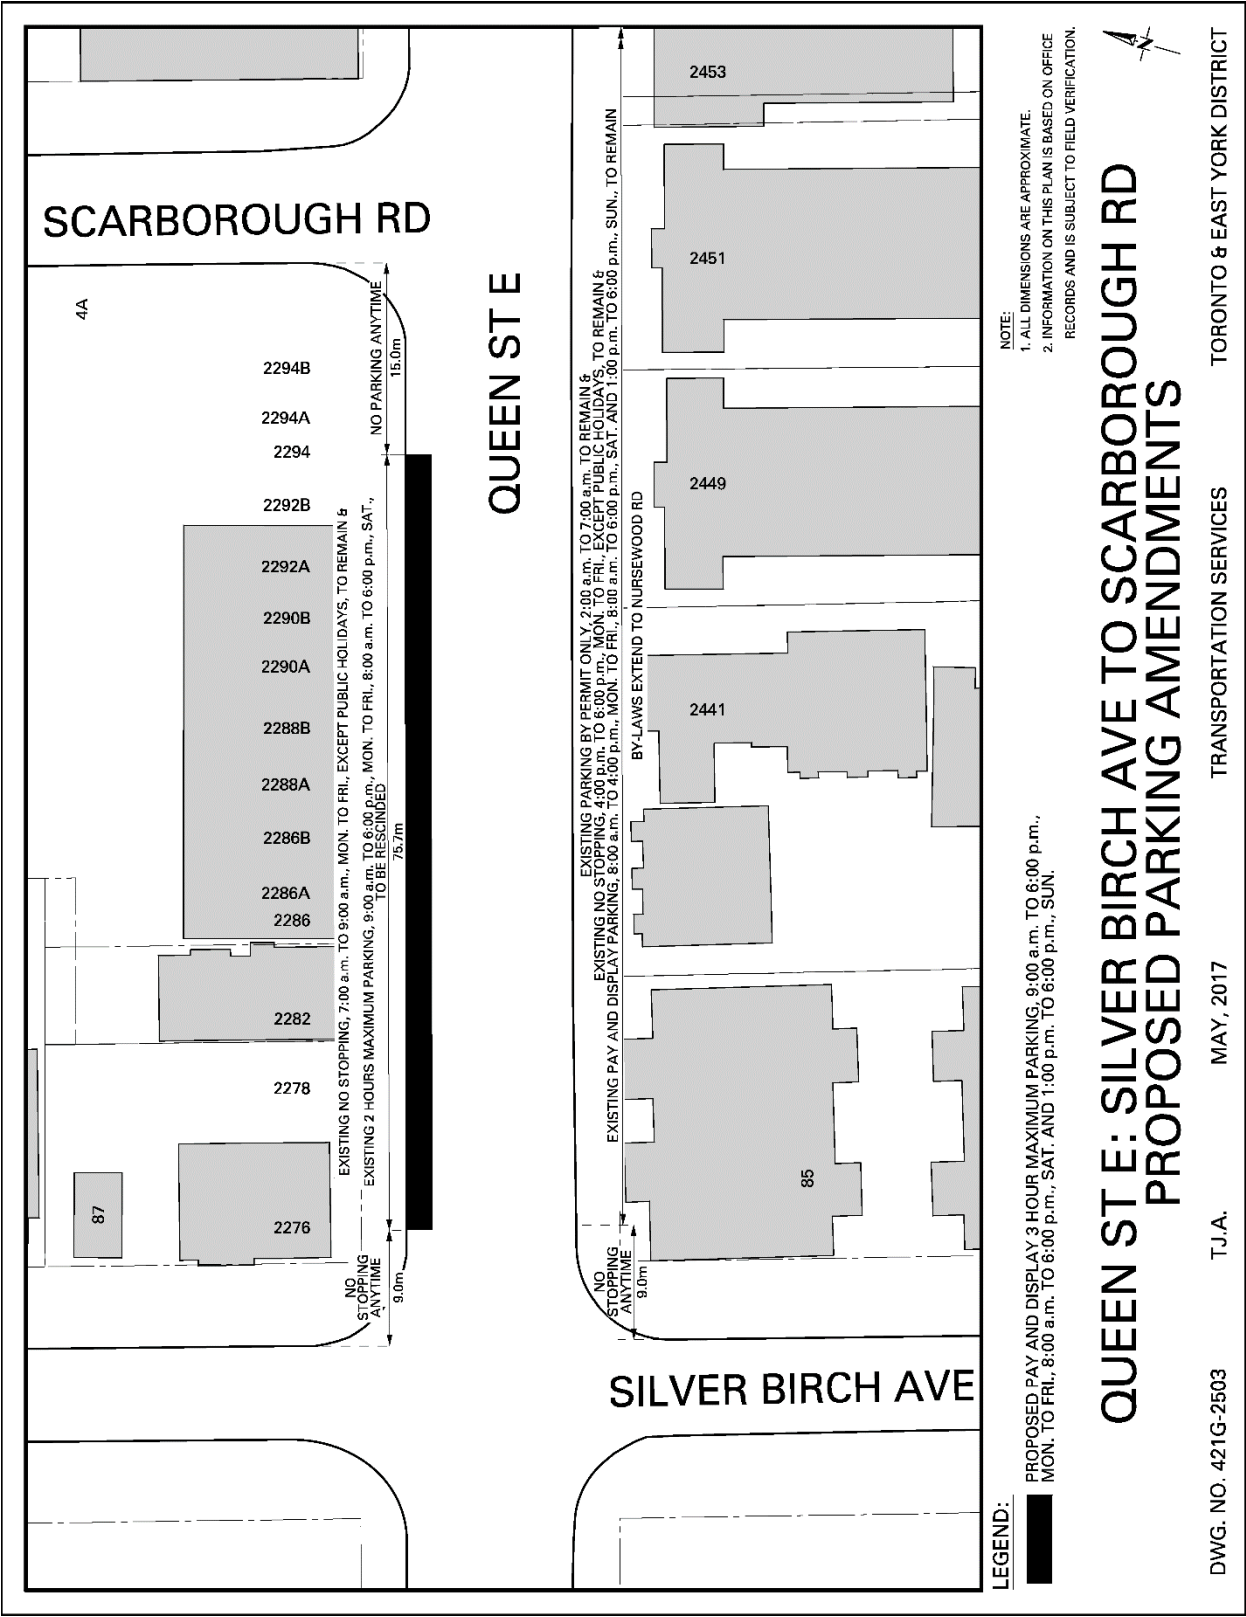 SCARBOROUGH RD
QUEEN ST E
SILVER BIRCH AVE
4A
2294B
2294A
2294
2292B
2292A
2290B
2290A
2288B
2288A
2286B
2286A
2286
2282
2278
2276
87
NO PARKING ANYTIME
15.0m
EXISTING NO STOPPING, 7:00 a.m. TO 9:00 a.m., MON. TO FRI., EXCEPT PUBLIC HOLIDAYS, TO REMAIN &
EXISTING 2 HOURS MAXIMUM PARKING, 9:00 a.m. TO 6:00 p.m., MON. TO FRI., 8:00 a.m. TO 6:00 p.m., SAT.,
TO BE RESCINDED
75.7m
NO
STOPPING
ANYTIME
9.0m
EXISTING PARKING BY PERMIT ONLY, 2:00 a.m. TO 7:00 a.m. TO REMAIN &
EXISTING NO STOPPING, 4:00 p.m. TO 6:00 p.m., MON. TO FRI., EXCEPT PUBLIC HOLIDAYS, TO REMAIN &
EXISTING PAY AND DISPLAY PARKING, 8:00 a.m. TO 4:00 p.m., MON. TO FRI., 8:00 a.m. TO 6:00 p.m., SAT. AND 1:00 p.m. TO 6:00 p.m., SUN., TO REMAIN
BY-LAWS EXTEND TO NURSEWOOD RD
NO
STOPPING
ANYTIME
9.0m
2453
2451
2449
2441
85
LEGEND:
PROPOSED PAY AND DISPLAY 3 HOUR MAXIMUM PARKING, 9:00 a.m. TO 6:00 p.m.,
MON. TO FRI., 8:00 a.m. TO 6:00 p.m., SAT. AND 1:00 p.m. TO 6:00 p.m., SUN.
NOTE:
1. ALL DIMENSIONS ARE APPROXIMATE.
2. INFORMATION ON THIS PLAN IS BASED ON OFFICE
RECORDS AND IS SUBJECT TO FIELD VERIFICATION.
N
QUEEN ST E: SILVER BIRCH AVE TO SCARBOROUGH RD
PROPOSED PARKING AMENDMENTS
DWG. NO. 421G-2503 T.J.A. MAY, 2017 TRANSPORTATION SERVICES TORONTO & EAST YORK DISTRICT